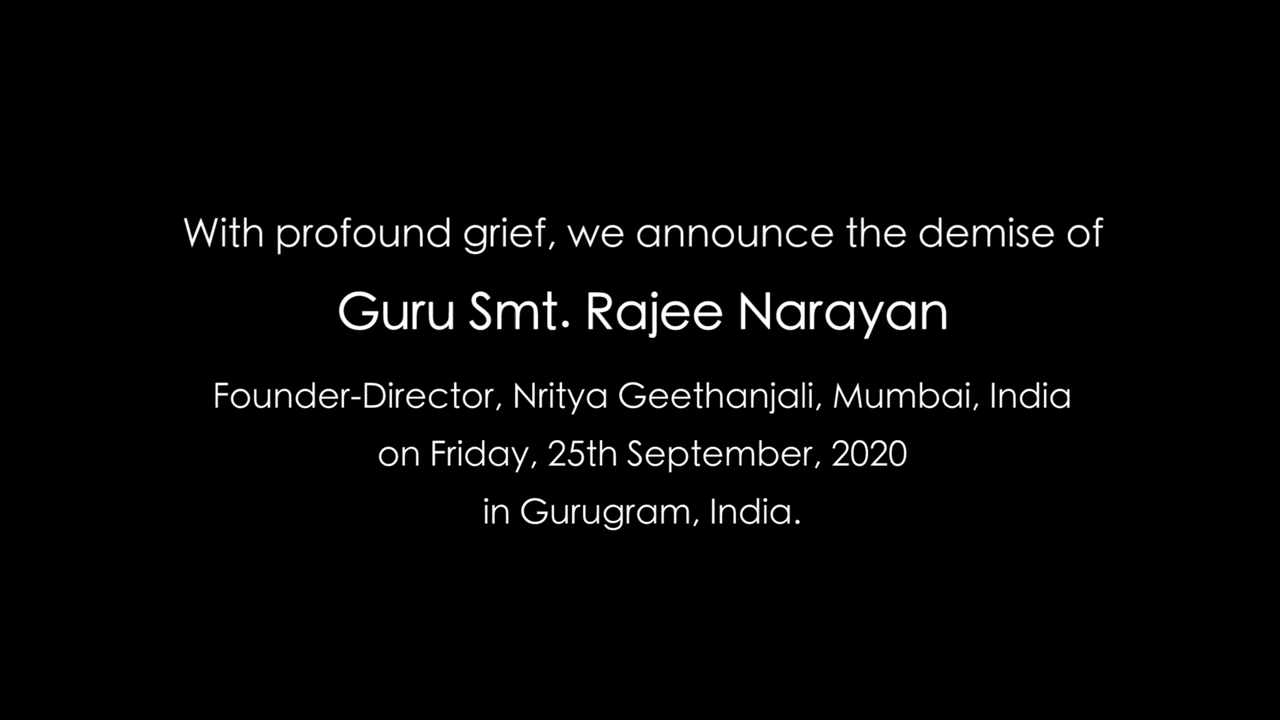 With profound grief, we announce the demise of
Guru Smt. Rajee Narayan
Founder-Director, Nritya Geethanjali, Mumbai, India
on Friday, 25th September, 2020
in Gurugram, India.